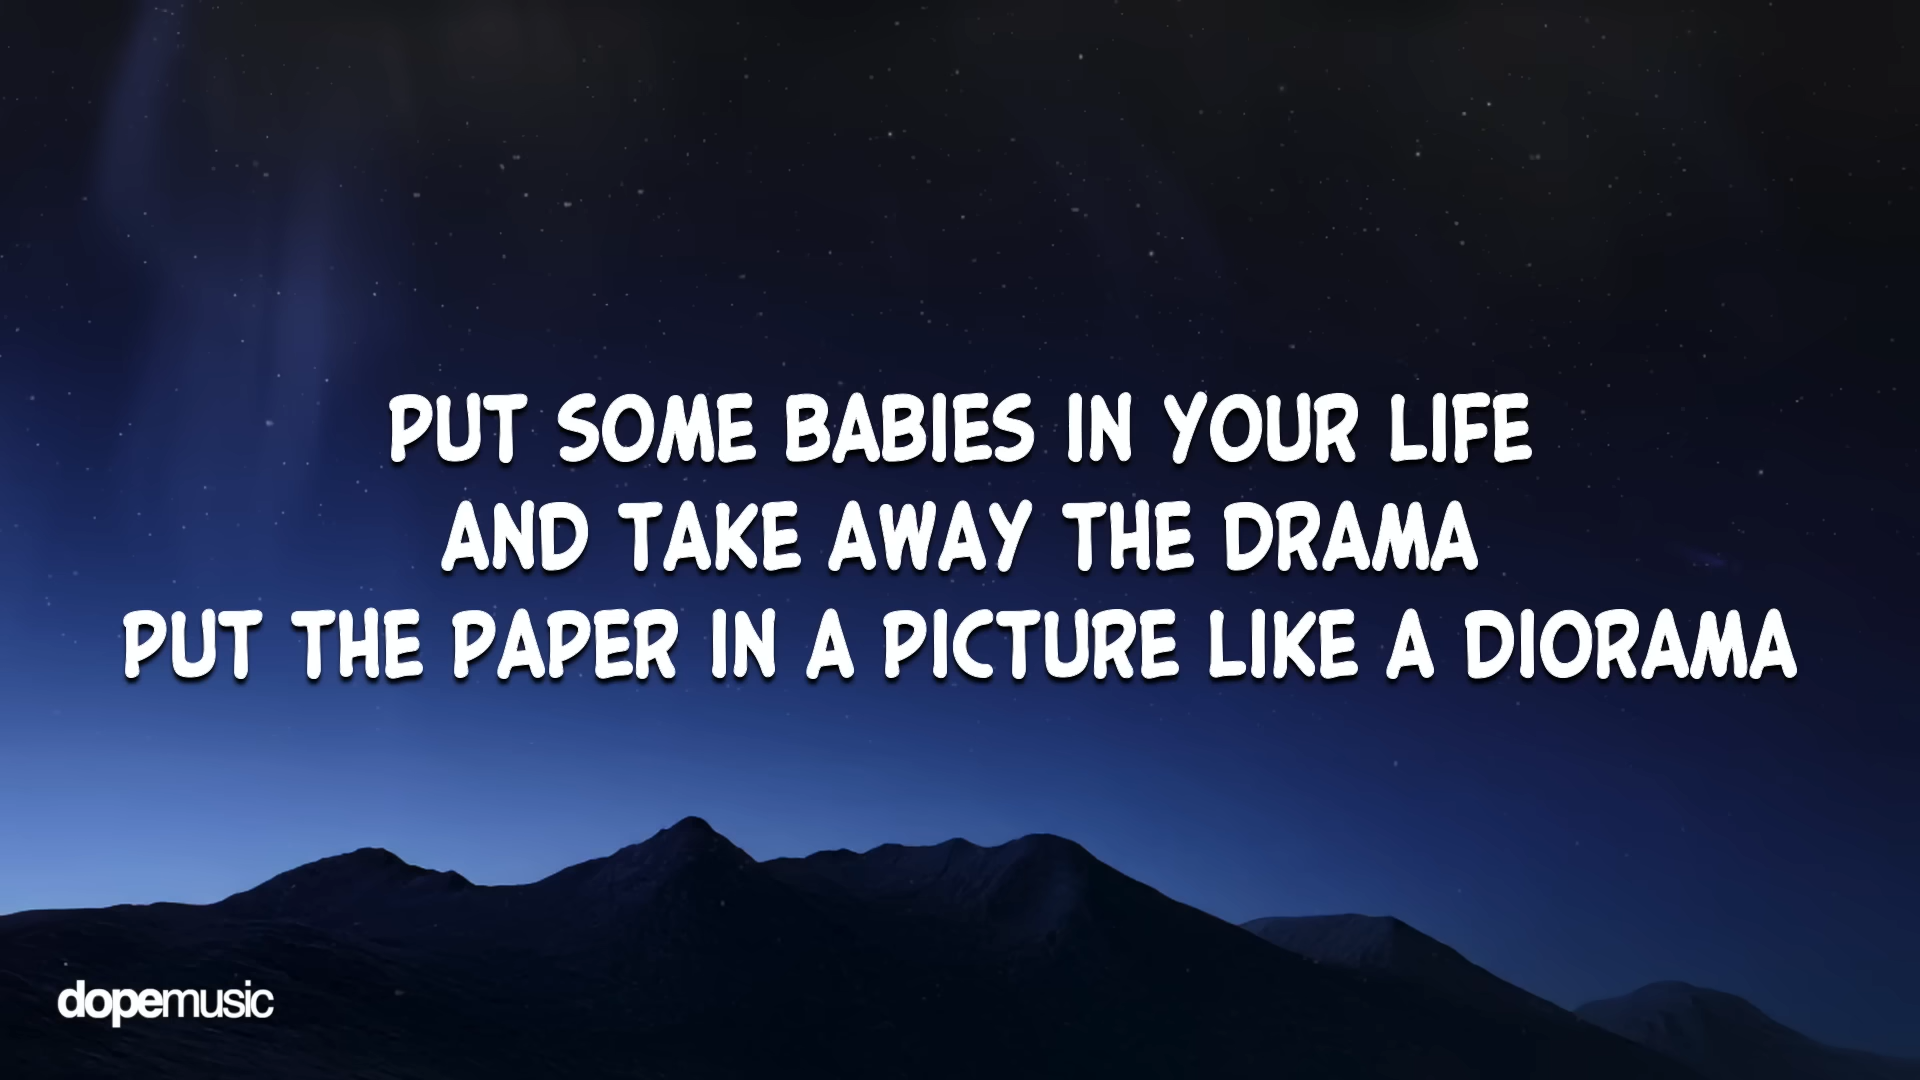 PUT SOME BABIES IN YOUR LIFE
AND TAKE AWAY THE DRAMA
PUT THE PAPER IN A PICTURE LIKE A DIORAMA
dopemusic